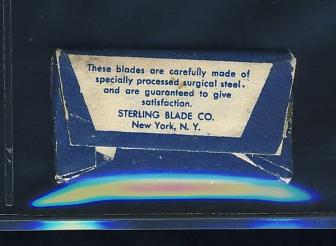 These blades are carefully made of
specially processed surgical steel,
and are guaranteed to give
satisfaction.
STERLING BLADE CO.
New York, N. Y.